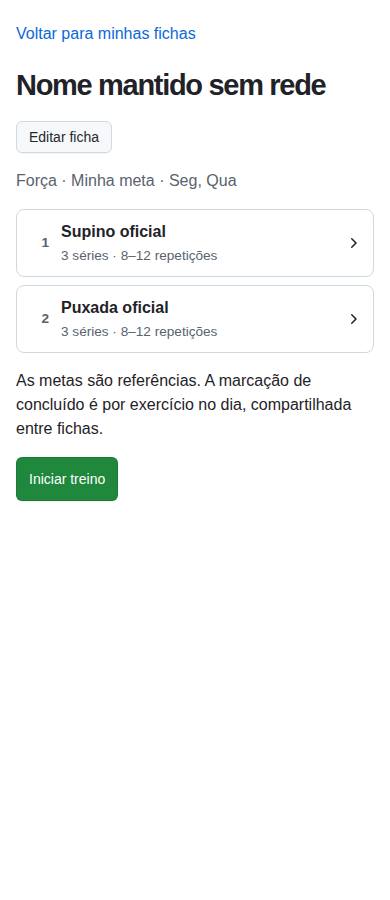 Voltar para minhas fichas
Nome mantido sem rede
Editar ficha
Força · Minha meta · Seg, Qua
1
Supino oficial
3 séries · 8–12 repetições
2
Puxada oficial
3 séries · 8–12 repetições
As metas são referências. A marcação de
concluído é por exercício no dia, compartilhada
entre fichas.
Iniciar treino